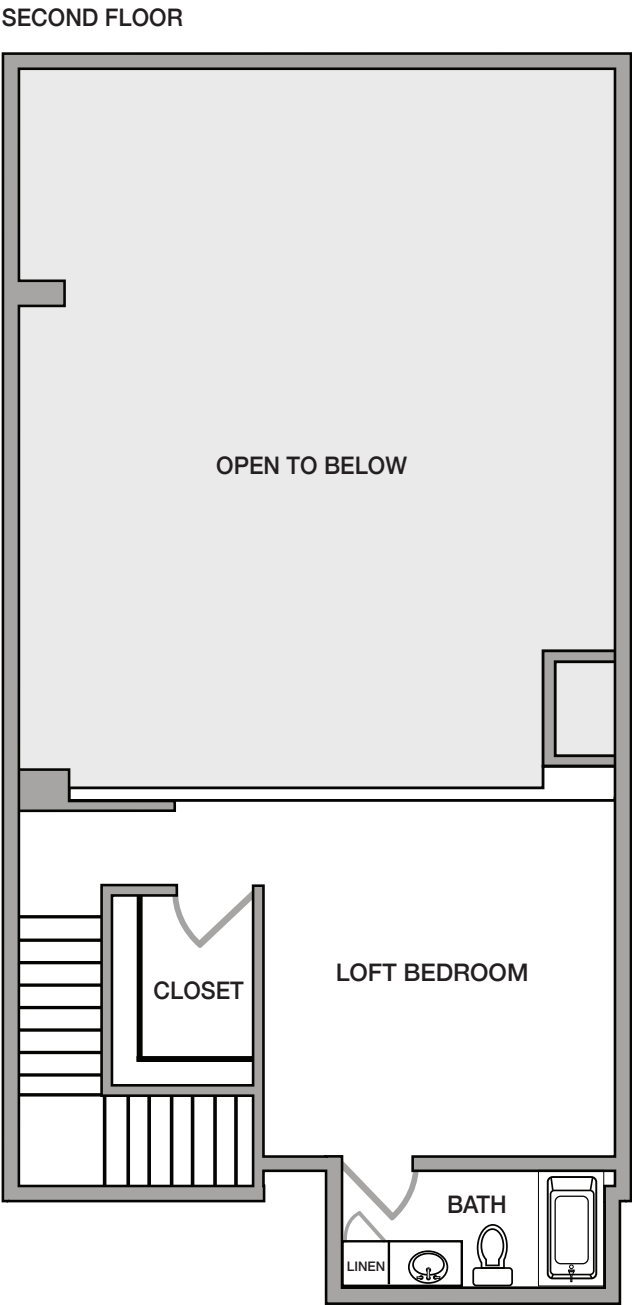 SECOND FLOOR
OPEN TO BELOW
LOFT BEDROOM
CLOSET
BATH
LINEN